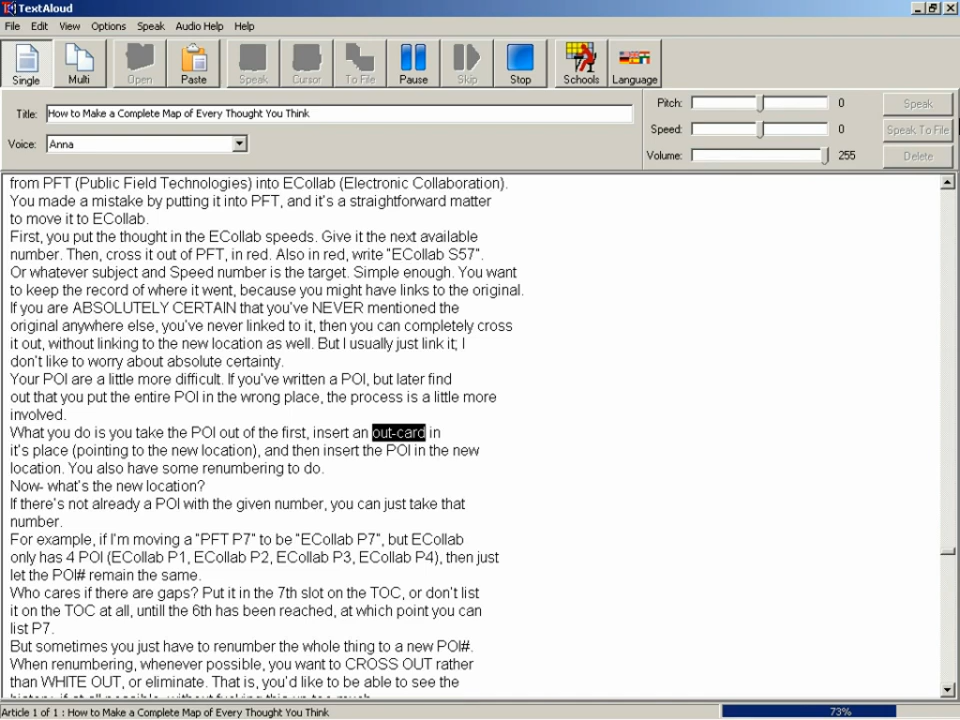 TextAloud
File Edit View Options Speak Audio Help Help
Single Multi Open Paste Speak Cursor To File Pause Skip Stop Schools Language
Title: How to Make a Complete Map of Every Thought You Think
Voice: Anna
Pitch: 0 Speak
Speed: 0 Speak To File
Volume: 255 Delete
from PFT (Public Field Technologies) into ECollab (Electronic Collaboration).
You made a mistake by putting it into PFT, and it's a straightforward matter
to move it to ECollab.
First, you put the thought in the ECollab speeds. Give it the next available
number. Then, cross it out of PFT, in red. Also in red, write "ECollab S57".
Or whatever subject and Speed number is the target. Simple enough. You want
to keep the record of where it went, because you might have links to the original.
If you are ABSOLUTELY CERTAIN that you've NEVER mentioned the
original anywhere else, you've never linked to it, then you can completely cross
it out, without linking to the new location as well. But I usually just link it; I
don't like to worry about absolute certainty.
Your POI are a little more difficult. If you've written a POI, but later find
out that you put the entire POI in the wrong place, the process is a little more
involved.
What you do is you take the POI out of the first, insert an out-card in
it's place (pointing to the new location), and then insert the POI in the new
location. You also have some renumbering to do.
Now- what's the new location?
If there's not already a POI with the given number, you can just take that
number.
For example, if I'm moving a "PFT P7" to be "ECollab P7", but ECollab
only has 4 POI (ECollab P1, ECollab P2, ECollab P3, ECollab P4), then just
let the POI# remain the same.
Who cares if there are gaps? Put it in the 7th slot on the TOC, or don't list
it on the TOC at all, untill the 6th has been reached, at which point you can
list P7.
But sometimes you just have to renumber the whole thing to a new POI#.
When renumbering, whenever possible, you want to CROSS OUT rather
than WHITE OUT, or eliminate. That is, you'd like to be able to see the
history, if at all possible, without fucking things up too much.
Article 1 of 1 : How to Make a Complete Map of Every Thought You Think
73%